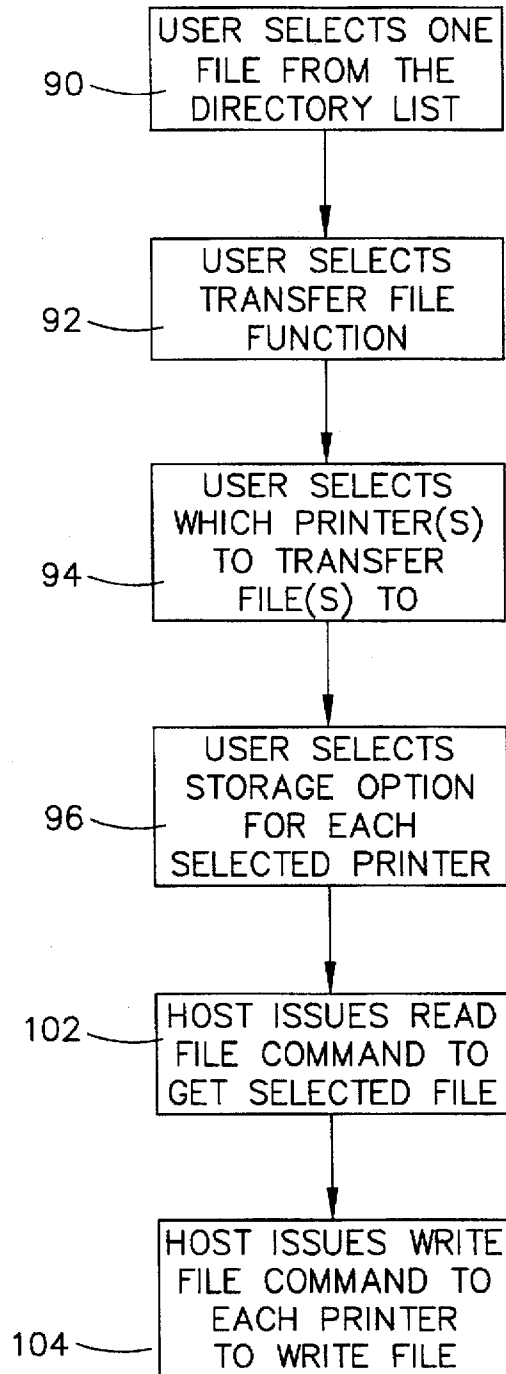 90
USER SELECTS ONE
FILE FROM THE
DIRECTORY LIST
92
USER SELECTS
TRANSFER FILE
FUNCTION
94
USER SELECTS
WHICH PRINTER(S)
TO TRANSFER
FILE(S) TO
96
USER SELECTS
STORAGE OPTION
FOR EACH
SELECTED PRINTER
102
HOST ISSUES READ
FILE COMMAND TO
GET SELECTED FILE
104
HOST ISSUES WRITE
FILE COMMAND TO
EACH PRINTER
TO WRITE FILE